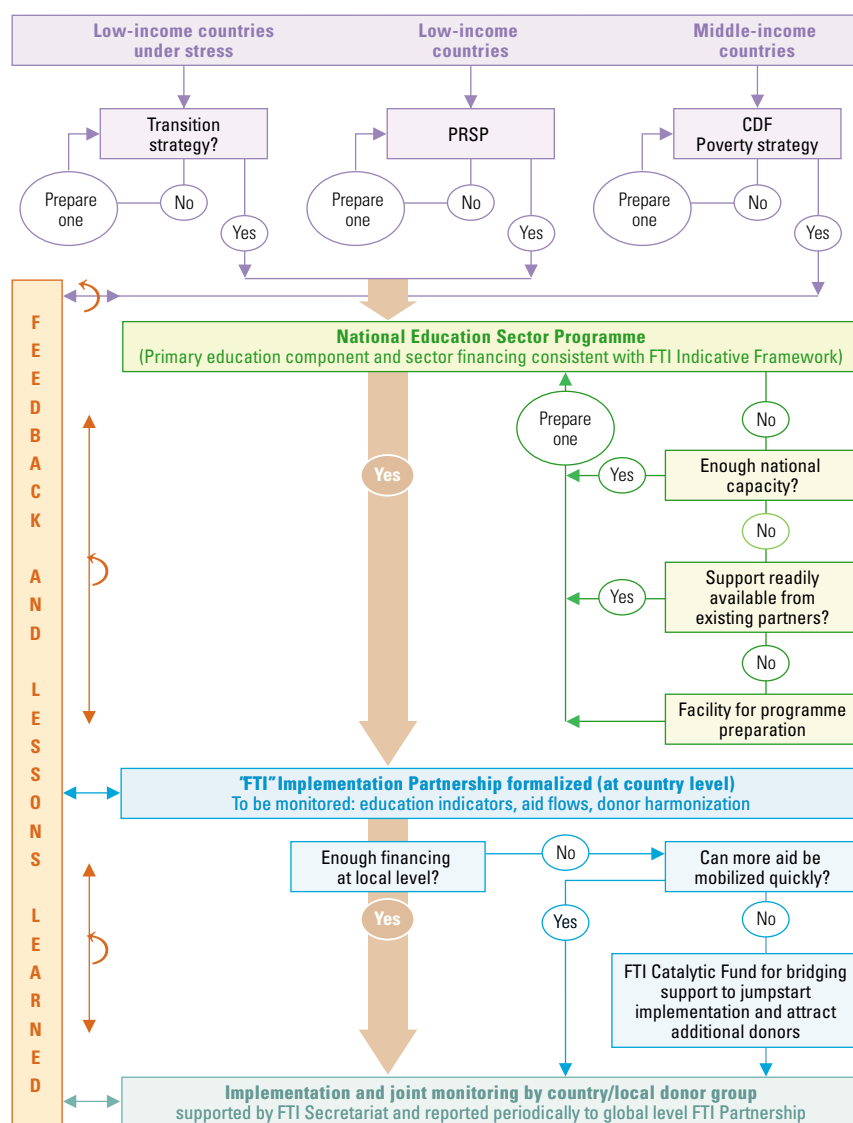 Low-income countries
under stress
Low-income
countries
Middle-income
countries
Transition
strategy?
PRSP
CDF
Poverty strategy
Prepare
one
No
Yes
Prepare
one
No
Yes
Prepare
one
No
Yes
FEEDBACK AND LESSONS LEARNED
National Education Sector Programme
(Primary education component and sector financing consistent with FTI Indicative Framework)
Prepare
one
No
Yes
Yes
Enough national
capacity?
No
Yes
Support readily
available from
existing partners?
No
Facility for programme
preparation
"FTI" Implementation Partnership formalized (at country level)
To be monitored: education indicators, aid flows, donor harmonization
Enough financing
at local level?
No
Can more aid be
mobilized quickly?
Yes
Yes
No
FTI Catalytic Fund for bridging
support to jumpstart
implementation and attract
additional donors
Implementation and joint monitoring by country/local donor group
supported by FTI Secretariat and reported periodically to global level FTI Partnership